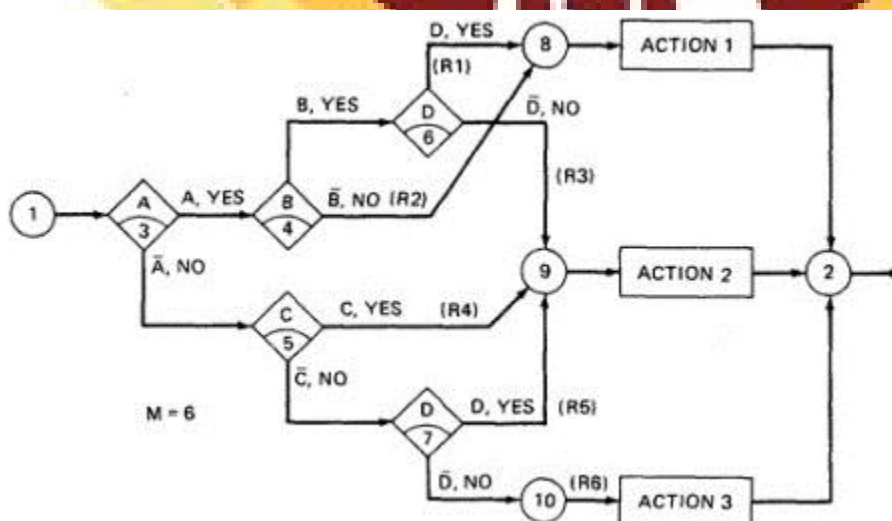 D, YES
8
ACTION 1
(R1)
B, YES
D
6
D̄, NO
(R3)
1
A
3
A, YES
B
4
B̄, NO (R2)
Ā, NO
9
ACTION 2
2
C
5
C, YES
(R4)
C̄, NO
M = 6
D
7
D, YES
(R5)
D̄, NO
10
(R6)
ACTION 3